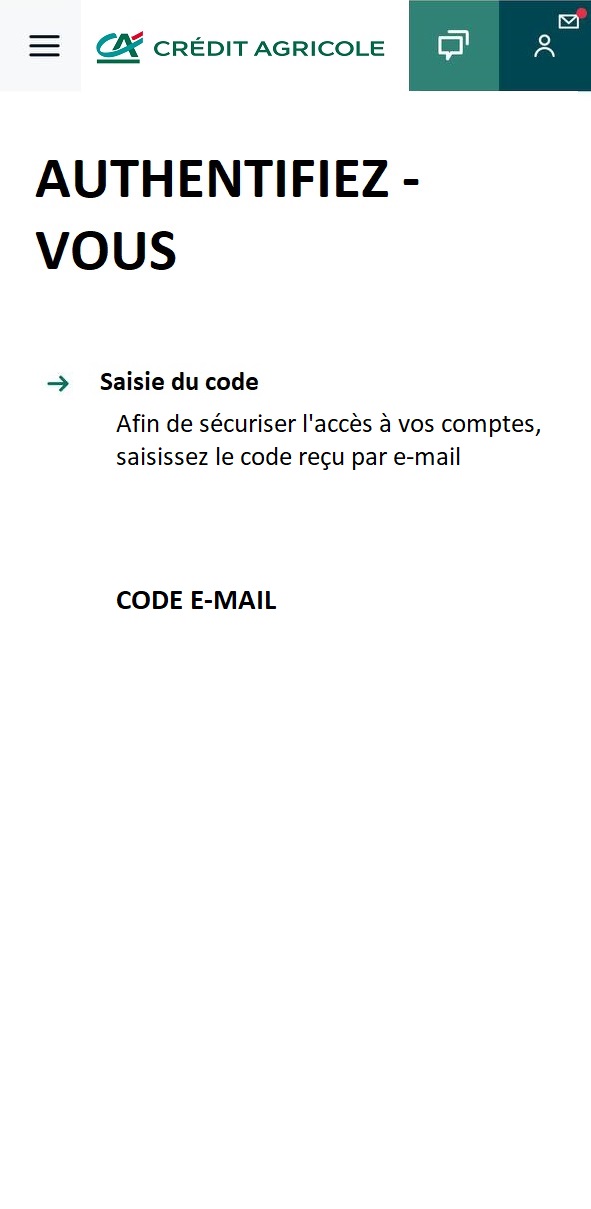 CRÉDIT AGRICOLE
AUTHENTIFIEZ -
VOUS
Saisie du code
Afin de sécuriser l'accès à vos comptes,
saisissez le code reçu par e-mail
CODE E-MAIL